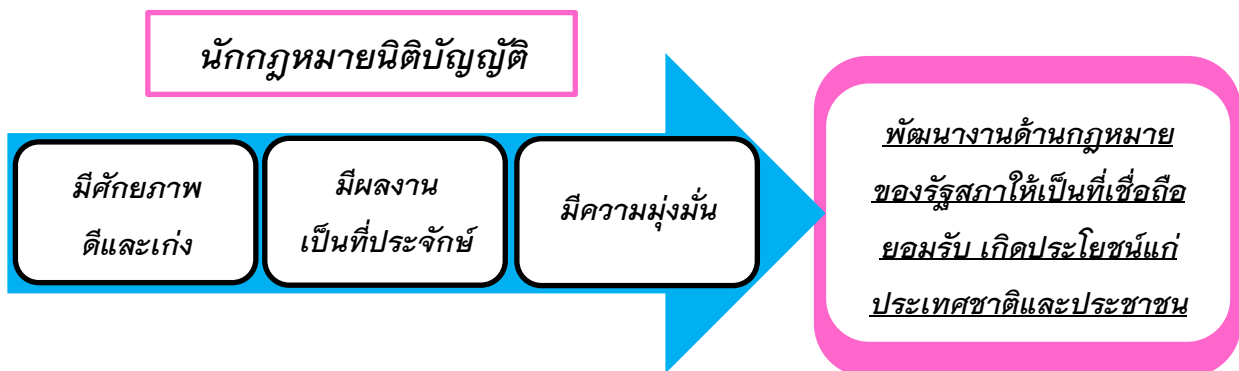 นักกฎหมายนิติบัญญัติ
มีศักยภาพ
ดีและเก่ง
มีผลงาน
เป็นที่ประจักษ์
มีความมุ่งมั่น
พัฒนางานด้านกฎหมาย
ของรัฐสภาให้เป็นที่เชื่อถือ
ยอมรับ เกิดประโยชน์แก่
ประเทศชาติและประชาชน